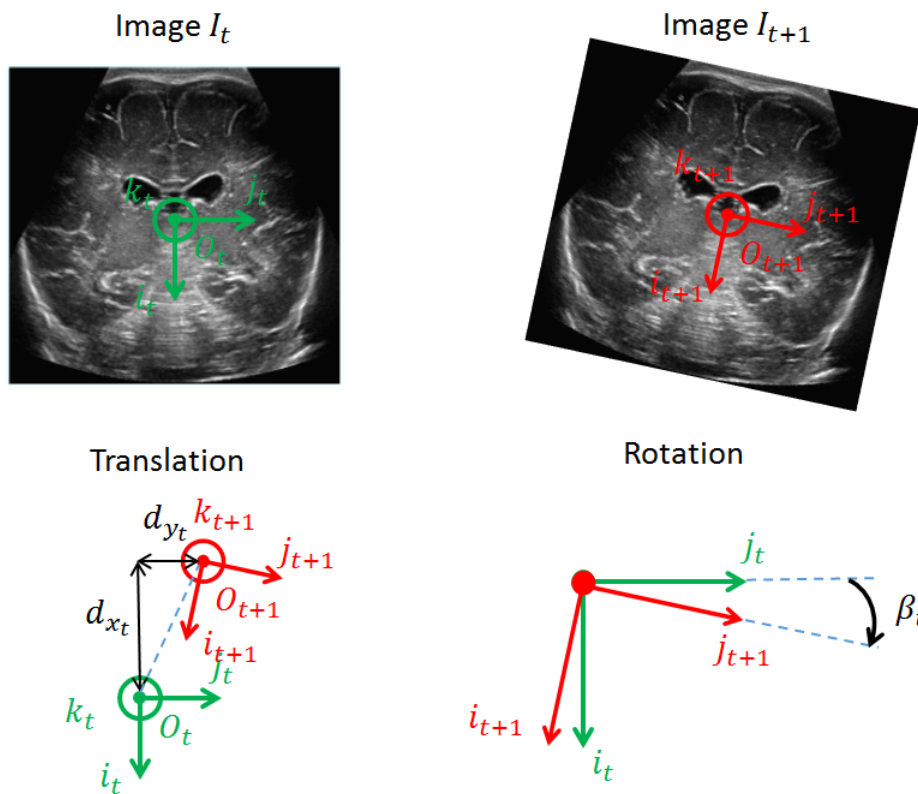 Image I_t
Image I_{t+1}
k_t
j_t
O_t
i_t
k_{t+1}
j_{t+1}
O_{t+1}
i_{t+1}
Translation
Rotation
d_{y_t}
k_{t+1}
j_{t+1}
d_{x_t}
O_{t+1}
i_{t+1}
j_t
k_t
O_t
i_t
j_t
β_t
j_{t+1}
i_{t+1}
i_t